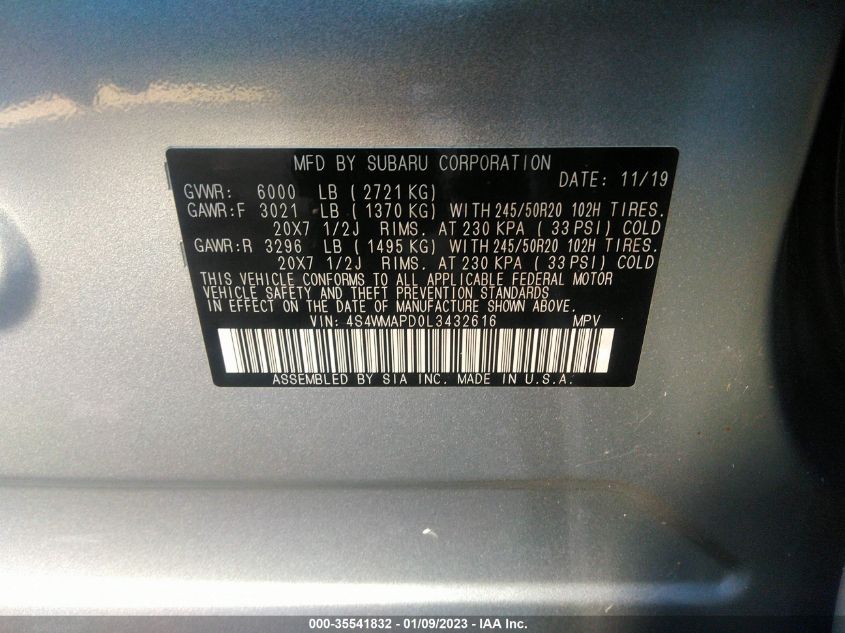 MFD BY SUBARU CORPORATION
DATE: 11/19
GVWR: 6000 LB ( 2721 KG)
GAWR:F 3021 LB ( 1370 KG) WITH 245/50R20 102H TIRES.
20X7 1/2J RIMS. AT 230 KPA ( 33 PSI) COLD
GAWR:R 3296 LB ( 1495 KG) WITH 245/50R20 102H TIRES.
20X7 1/2J RIMS. AT 230 KPA ( 33 PSI) COLD
THIS VEHICLE CONFORMS TO ALL APPLICABLE FEDERAL MOTOR
VEHICLE SAFETY AND THEFT PREVENTION STANDARDS
IN EFFECT ON THE DATE OF MANUFACTURE SHOWN ABOVE.
VIN: 4S4WMAPD0L3432616 MPV
ASSEMBLED BY SIA INC. MADE IN U.S.A.
000-35541832 - 01/09/2023 - IAA Inc.